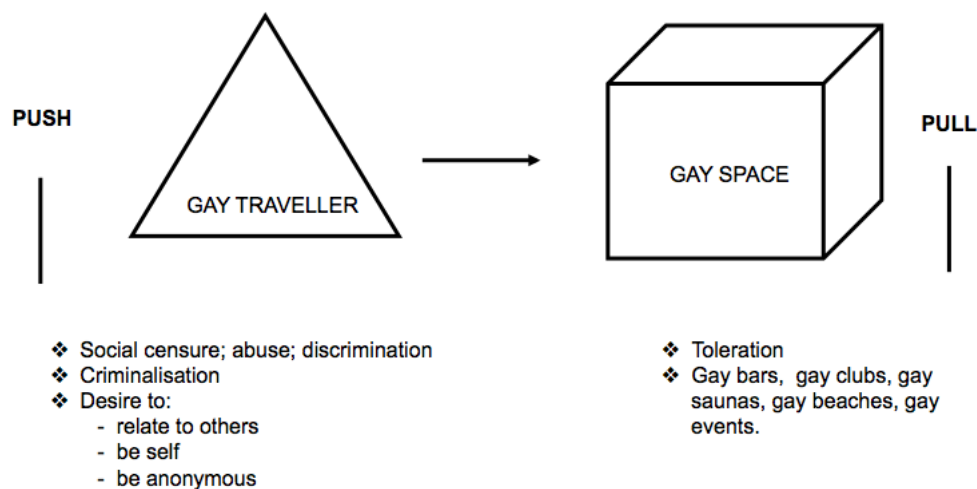 PUSH
GAY TRAVELLER
GAY SPACE
PULL
❖ Social censure; abuse; discrimination
❖ Criminalisation
❖ Desire to:
- relate to others
- be self
- be anonymous
❖ Toleration
❖ Gay bars, gay clubs, gay
saunas, gay beaches, gay
events.